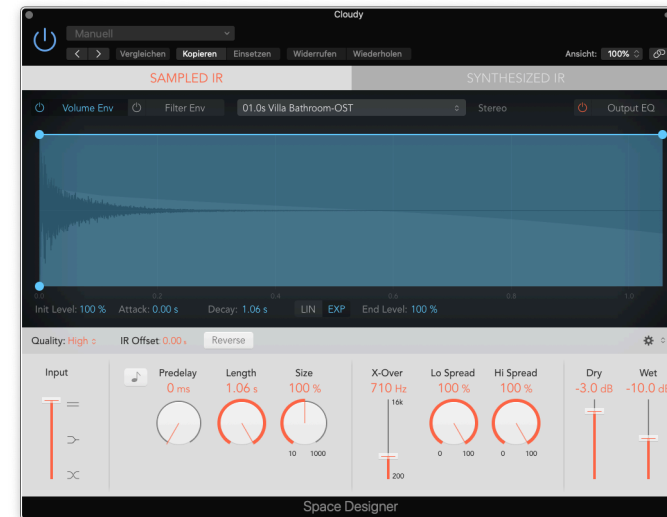 Cloudy
Manuell
Vergleichen Kopieren Einsetzen Widerrufen Wiederholen Ansicht: 100%
SAMPLED IR SYNTHESIZED IR
Volume Env Filter Env 01.0s Villa Bathroom-OST Stereo Output EQ
0.0 0.2 0.4 0.6 0.8 1.0
Init Level: 100 % Attack: 0.00 s Decay: 1.06 s LIN EXP End Level: 100 %
Quality: High IR Offset 0.00 s Reverse
Input Predelay Length Size X-Over Lo Spread Hi Spread Dry Wet
0 ms 1.06 s 100 % 710 Hz 100 % 100 % -3.0 dB -10.0 dB
16k
10 1000 0 100 0 100
200
Space Designer